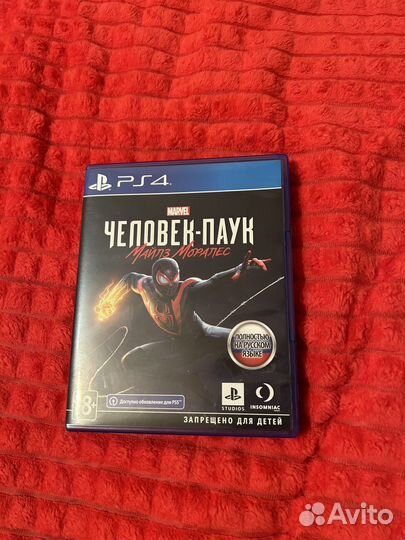 PS4
MARVEL
ЧЕЛОВЕК-ПАУК
МАЙЛЗ МОРАЛЕС
ПОЛНОСТЬЮ
НА РУССКОМ
ЯЗЫКЕ
Доступно обновление для PS5
STUDIOS
INSOMNIAC
ЗАПРЕЩЕНО ДЛЯ ДЕТЕЙ
Avito